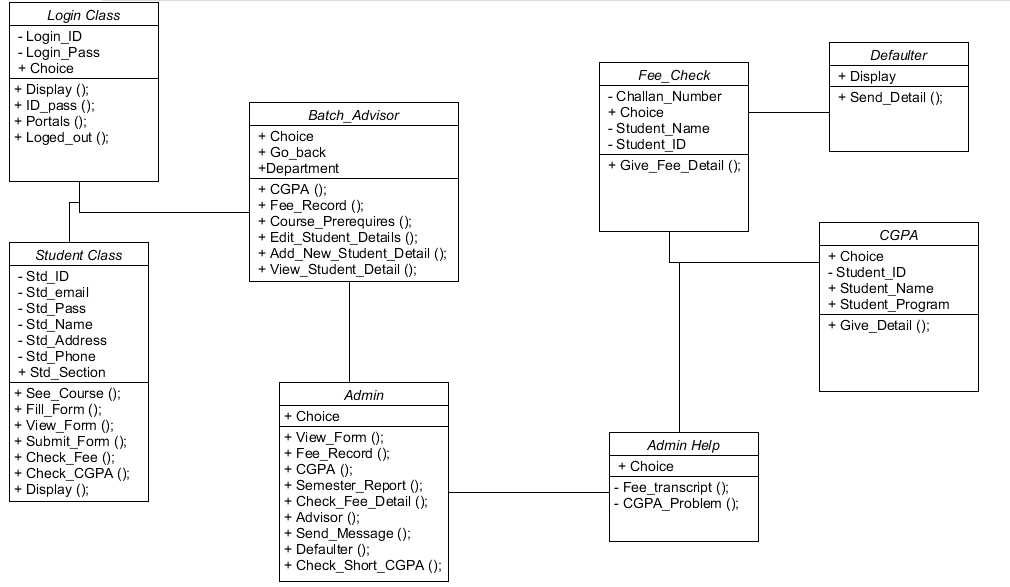 Login Class
- Login_ID
- Login_Pass
+ Choice
+ Display ();
+ ID_pass ();
+ Portals ();
+ Loged_out ();
Student Class
- Std_ID
- Std_email
- Std_Pass
- Std_Name
- Std_Address
- Std_Phone
+ Std_Section
+ See_Course ();
+ Fill_Form ();
+ View_Form ();
+ Submit_Form ();
+ Check_Fee ();
+ Check_CGPA ();
+ Display ();
Batch_Advisor
+ Choice
+ Go_back
+Department
+ CGPA ();
+ Fee_Record ();
+ Course_Prerequires ();
+ Edit_Student_Details ();
+ Add_New_Student_Detail ();
+ View_Student_Detail ();
Admin
+ Choice
+ View_Form ();
+ Fee_Record ();
+ CGPA ();
+ Semester_Report ();
+ Check_Fee_Detail ();
+ Advisor ();
+ Send_Message ();
+ Defaulter ();
+ Check_Short_CGPA ();
Fee_Check
- Challan_Number
+ Choice
- Student_Name
- Student_ID
+ Give_Fee_Detail ();
Defaulter
+ Display
+ Send_Detail ();
CGPA
+ Choice
- Student_ID
+ Student_Name
+ Student_Program
+ Give_Detail ();
Admin Help
+ Choice
- Fee_transcript ();
- CGPA_Problem ();